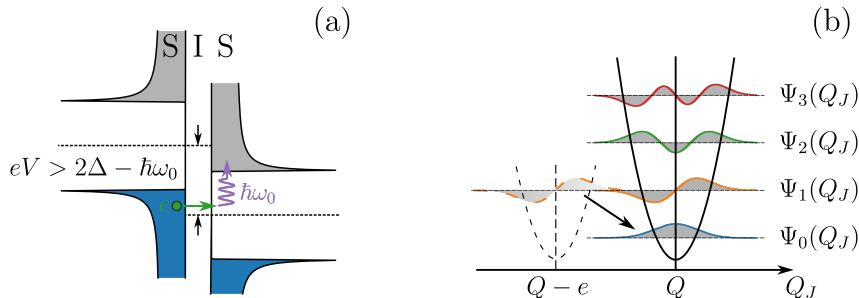 (a)
S I S
eV > 2Δ − ħω₀
e
ħω₀
(b)
Ψ₃(Q_J)
Ψ₂(Q_J)
Ψ₁(Q_J)
Ψ₀(Q_J)
Q − e Q Q_J